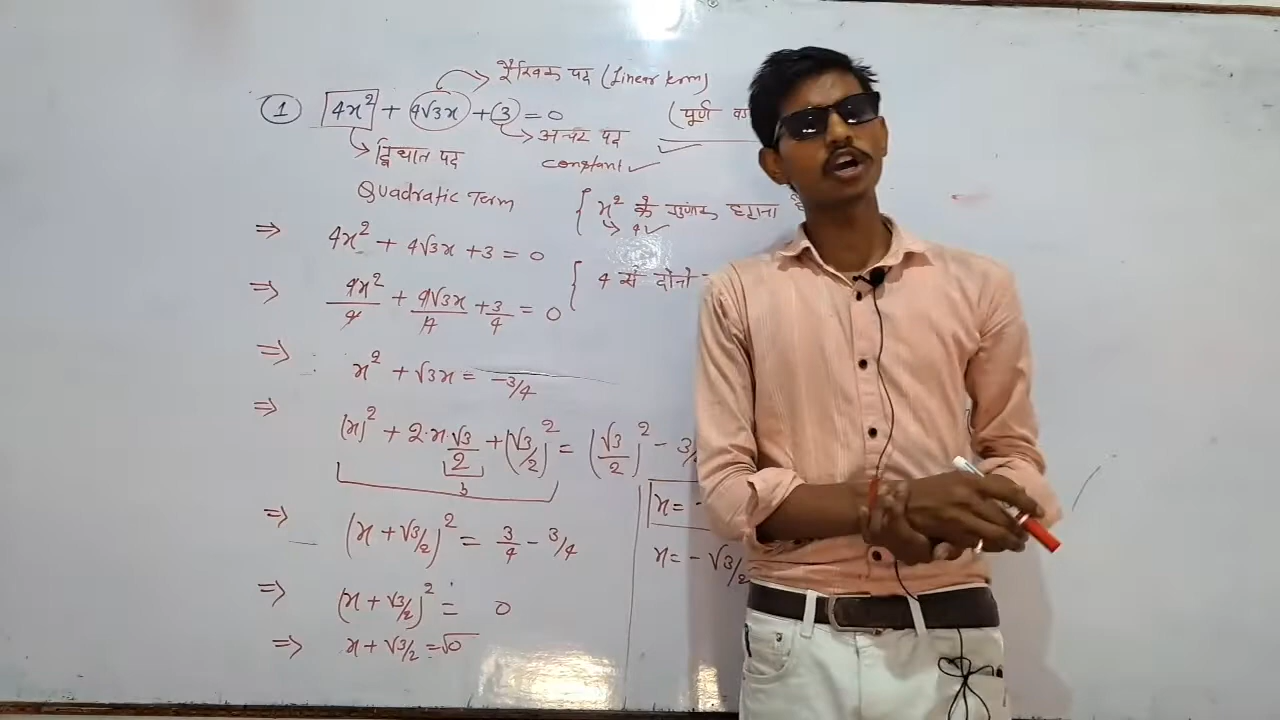 रैखिक पद (linear term)
① 4x² + 4√3x + 3 = 0
(पूर्ण
→ द्विघात पद
→ अचर पद
constant ✓
Quadratic Term
{ x² के गुणांक हटाना
→ 4 ✓
⇒ 4x² + 4√3x + 3 = 0
{ 4 से दोनो
⇒ 4x²/4 + 4√3x/4 + 3/4 = 0
⇒ x² + √3x = -3/4
⇒ (x)² + 2·x √3/2 + (√3/2)² = (√3/2)² - 3/
b
x = -
⇒ (x + √3/2)² = 3/4 - 3/4
x = - √3/2
⇒ (x + √3/2)² = 0
⇒ x + √3/2 = √0